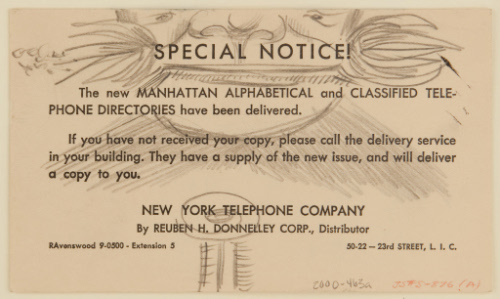 SPECIAL NOTICE!
The new MANHATTAN ALPHABETICAL and CLASSIFIED TELE-
PHONE DIRECTORIES have been delivered.
If you have not received your copy, please call the delivery service
in your building. They have a supply of the new issue, and will deliver
a copy to you.
NEW YORK TELEPHONE COMPANY
By REUBEN H. DONNELLEY CORP., Distributor
RAvenswood 9-0500 - Extension 5
50-22 — 23rd STREET, L. I. C.